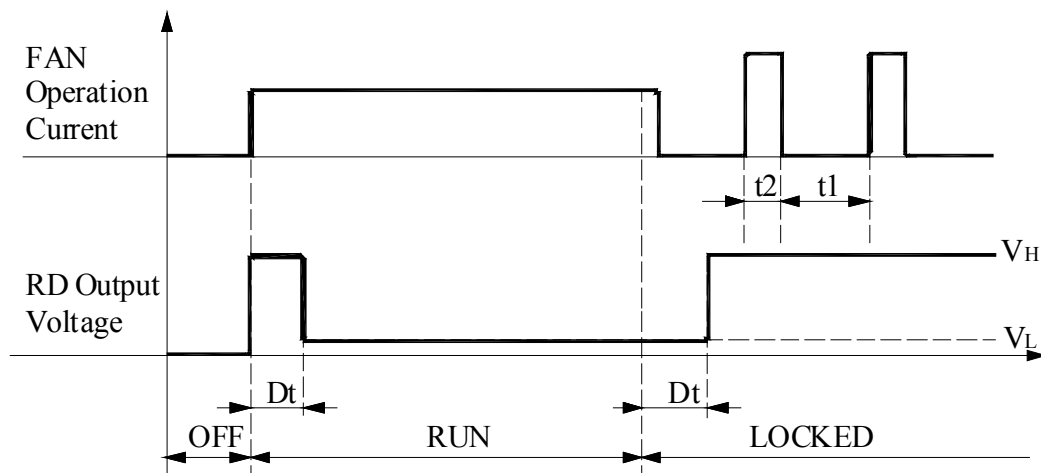 FAN
Operation
Current
t2
t1
VH
RD Output
Voltage
VL
Dt
Dt
OFF
RUN
LOCKED